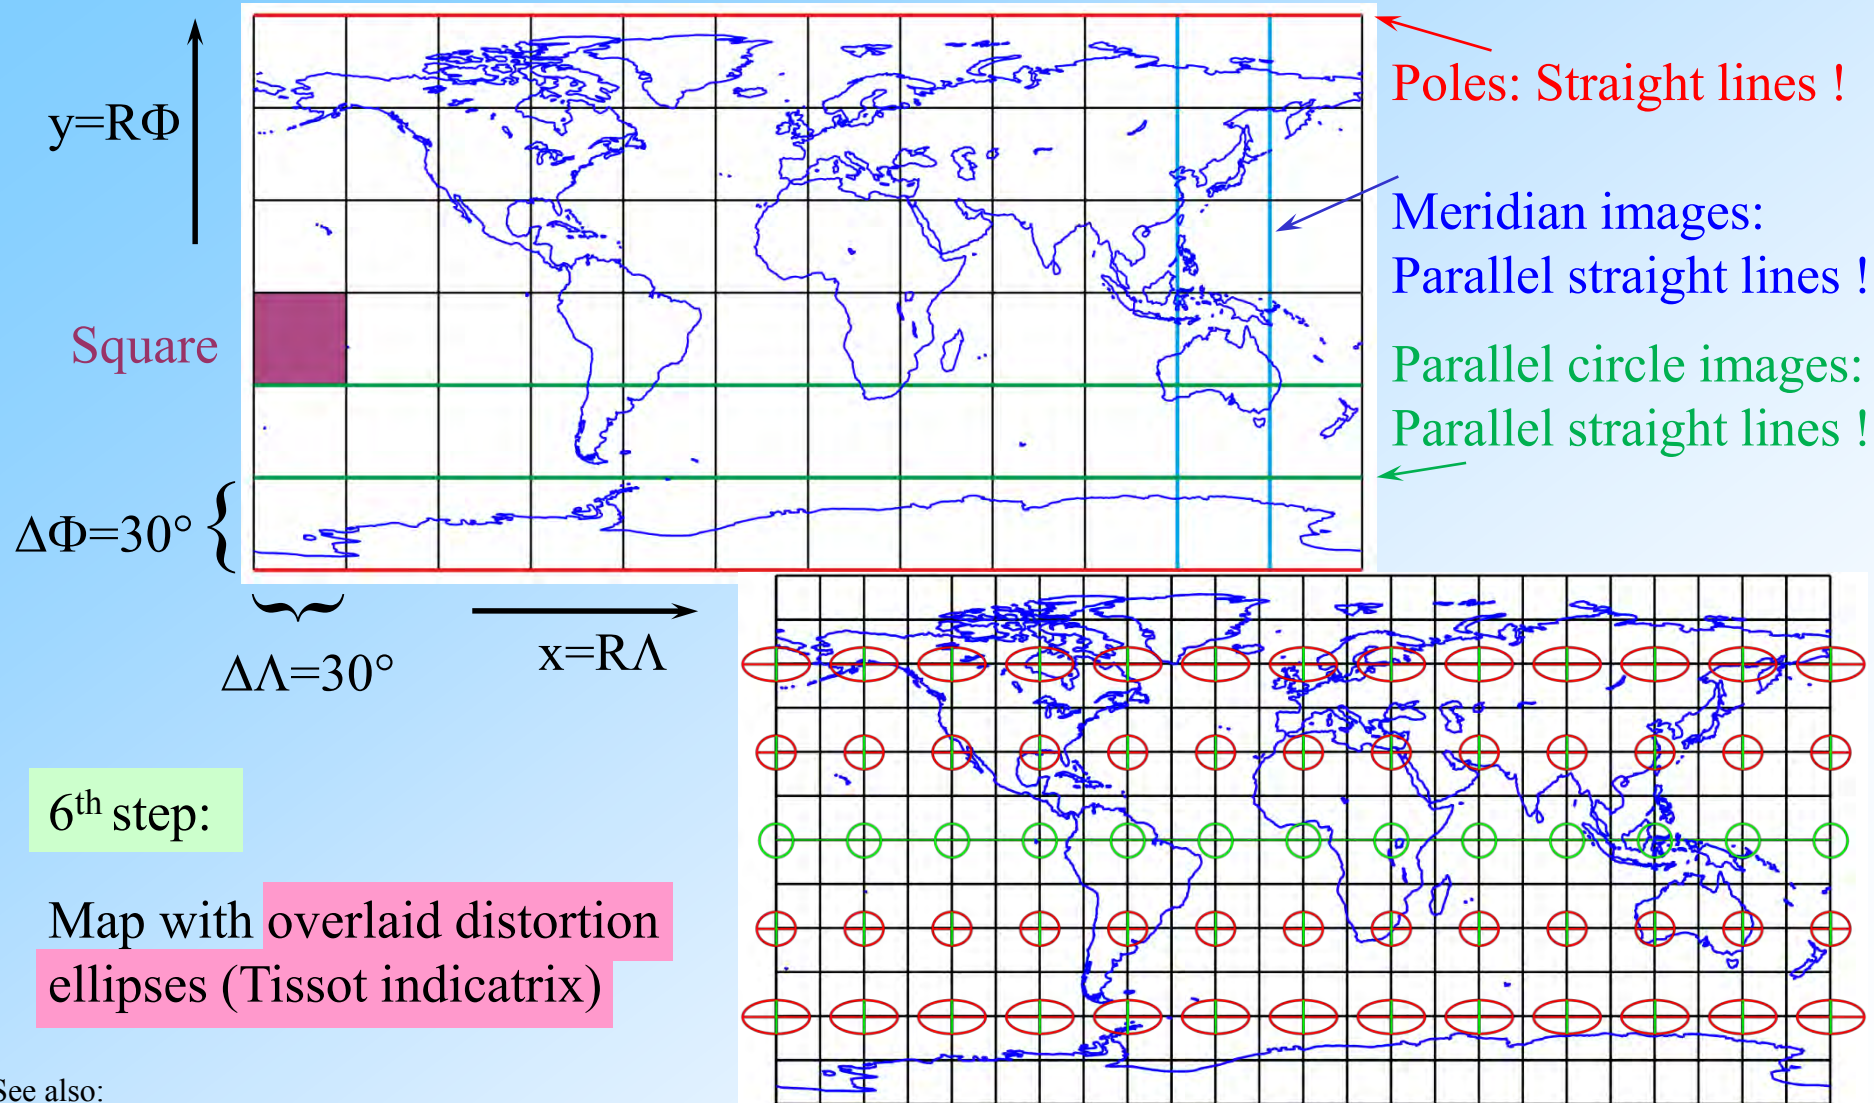 y=RΦ
Poles: Straight lines !
Meridian images:
Parallel straight lines !
Square
Parallel circle images:
Parallel straight lines !
ΔΦ=30° {
ΔΛ=30°
x=RΛ
6th step:
Map with overlaid distortion
ellipses (Tissot indicatrix)
See also: